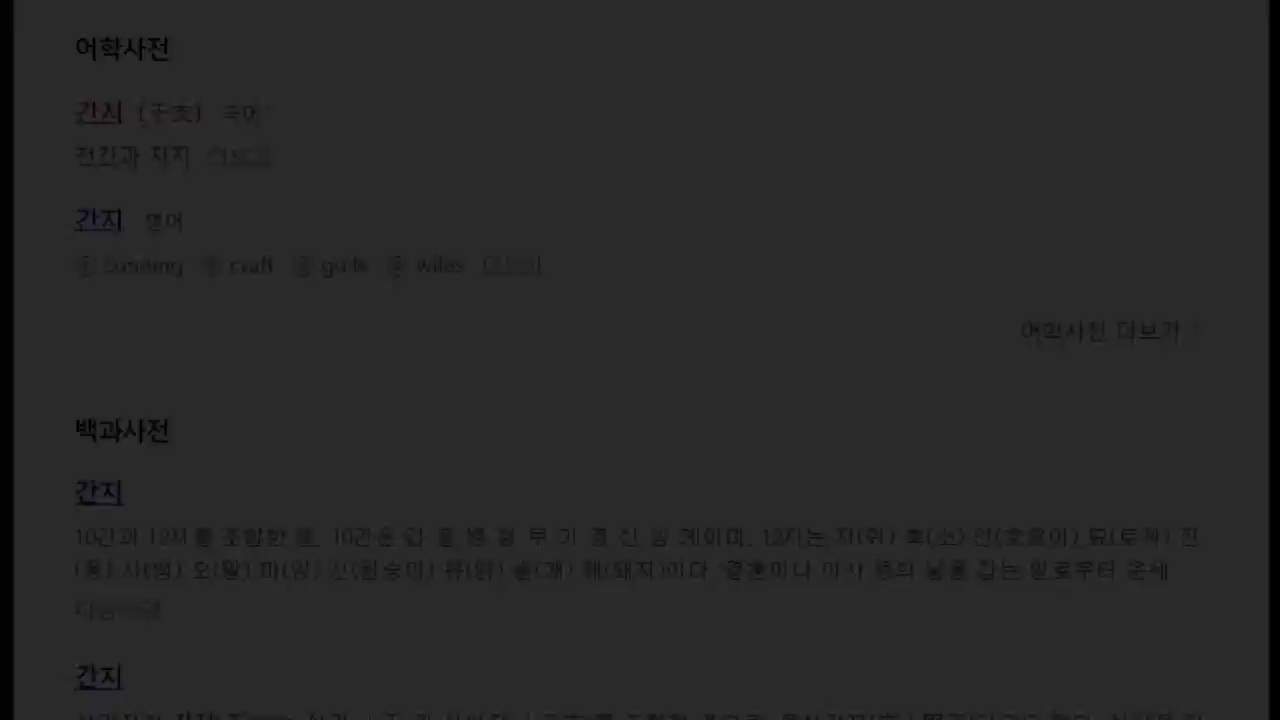 어학사전
간지 (干支) 국어
천간과 지지
간지 영어
cunning craft guile wiles
어학사전 더보기
백과사전
간지
10간과 12지를 조합한 것. 10간은 갑 을 병 정 무 기 경 신 임 계이며, 12지는 자(쥐) 축(소) 인(호랑이) 묘(토끼) 진
(용) 사(뱀) 오(말) 미(양) 신(원숭이) 유(닭) 술(개) 해(돼지)이다. 결혼이나 이사 등의 날을 잡는 일로부터 운세
다음백과
간지